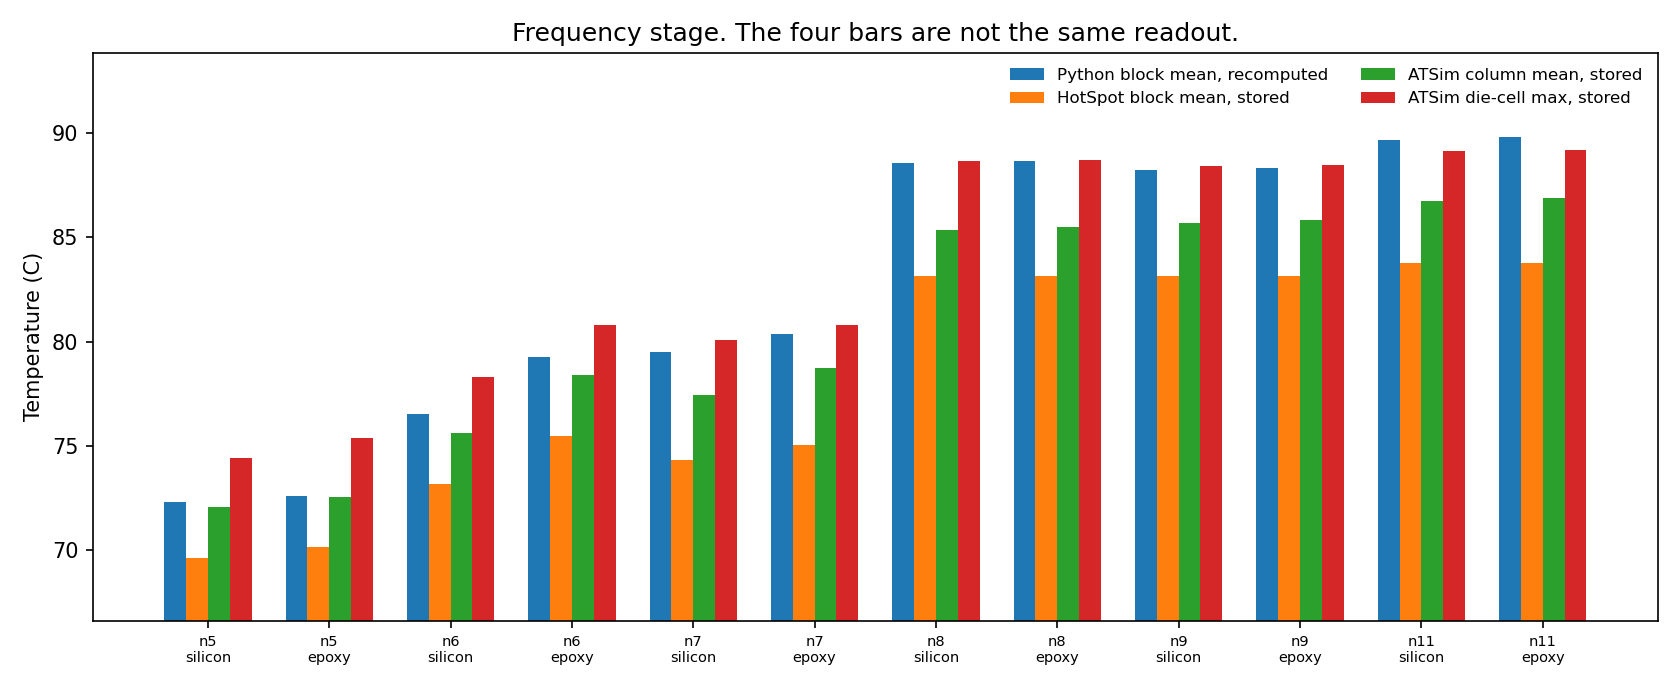 Frequency stage. The four bars are not the same readout.
Python block mean, recomputed
HotSpot block mean, stored
ATSim column mean, stored
ATSim die-cell max, stored
Temperature (C)
90
85
80
75
70
n5
silicon
n5
epoxy
n6
silicon
n6
epoxy
n7
silicon
n7
epoxy
n8
silicon
n8
epoxy
n9
silicon
n9
epoxy
n11
silicon
n11
epoxy